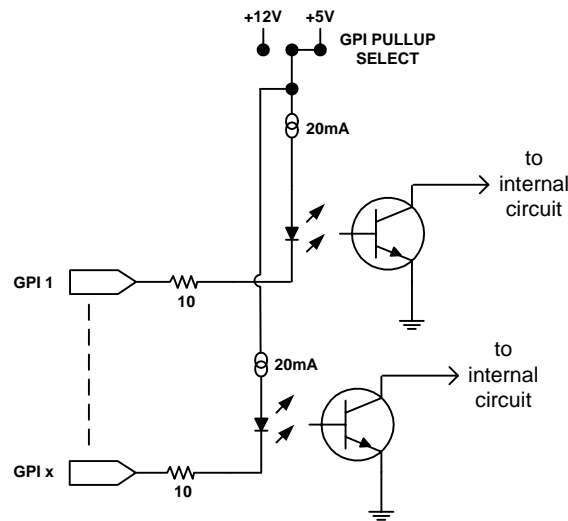 +12V
+5V
GPI PULLUP
SELECT
20mA
to
internal
circuit
GPI 1
10
20mA
to
internal
circuit
GPI x
10